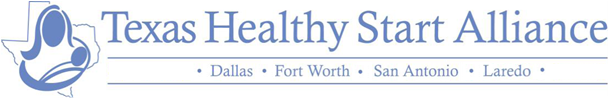 Texas Healthy Start Alliance
• Dallas • Fort Worth • San Antonio • Laredo •